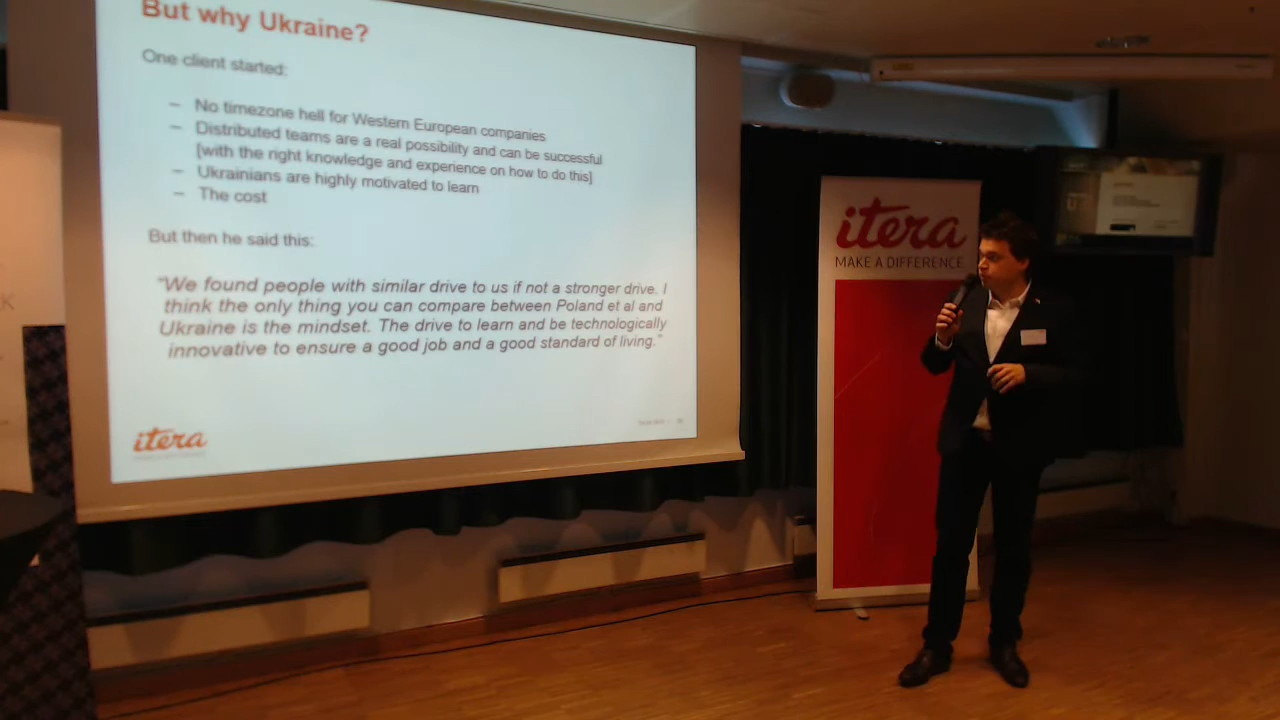 But why Ukraine?
One client started:
– No timezone hell for Western European companies
– Distributed teams are a real possibility and can be successful
[with the right knowledge and experience on how to do this]
– Ukrainians are highly motivated to learn
– The cost
But then he said this:
“We found people with similar drive to us if not a stronger drive. I
think the only thing you can compare between Poland et al and
Ukraine is the mindset. The drive to learn and be technologically
innovative to ensure a good job and a good standard of living.”
itera
itera
MAKE A DIFFERENCE